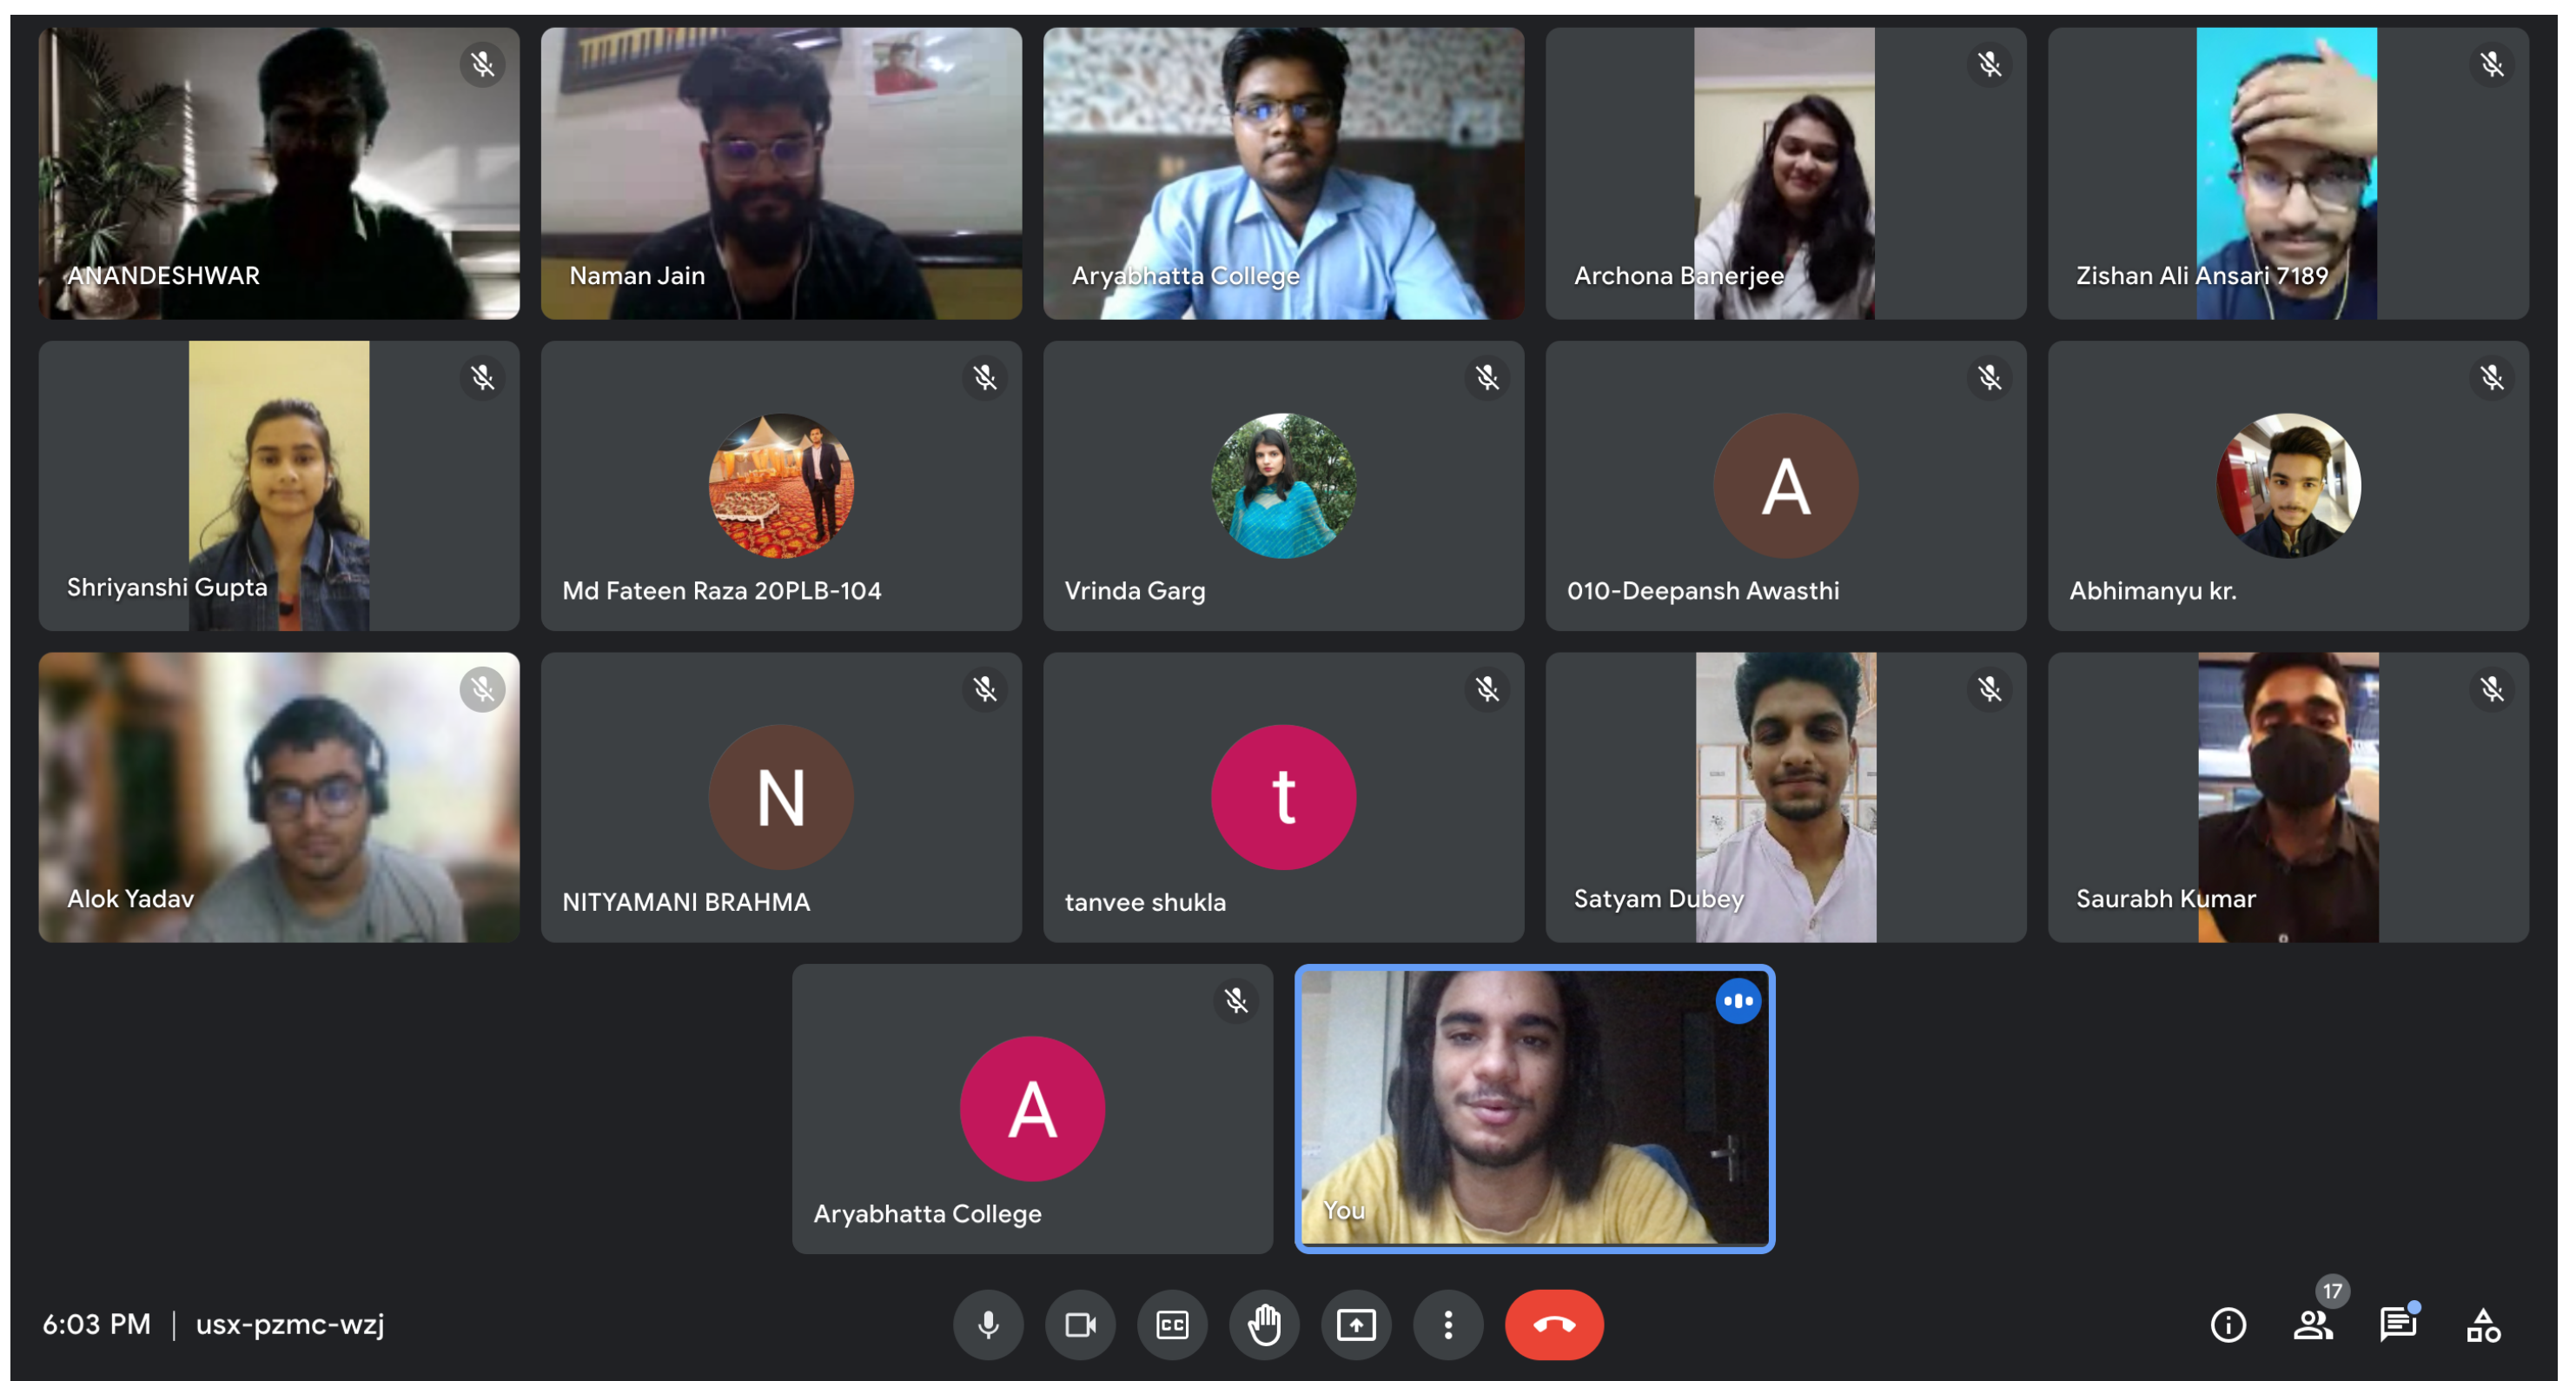 ANANDESHWAR
Naman Jain
Aryabhatta College
Archona Banerjee
Zishan Ali Ansari 7189
Shriyanshi Gupta
Md Fateen Raza 20PLB-104
Vrinda Garg
A
010-Deepansh Awasthi
Abhimanyu kr.
Alok Yadav
N
NITYAMANI BRAHMA
t
tanvee shukla
Satyam Dubey
Saurabh Kumar
A
Aryabhatta College
You
6:03 PM | usx-pzmc-wzj
CC
17